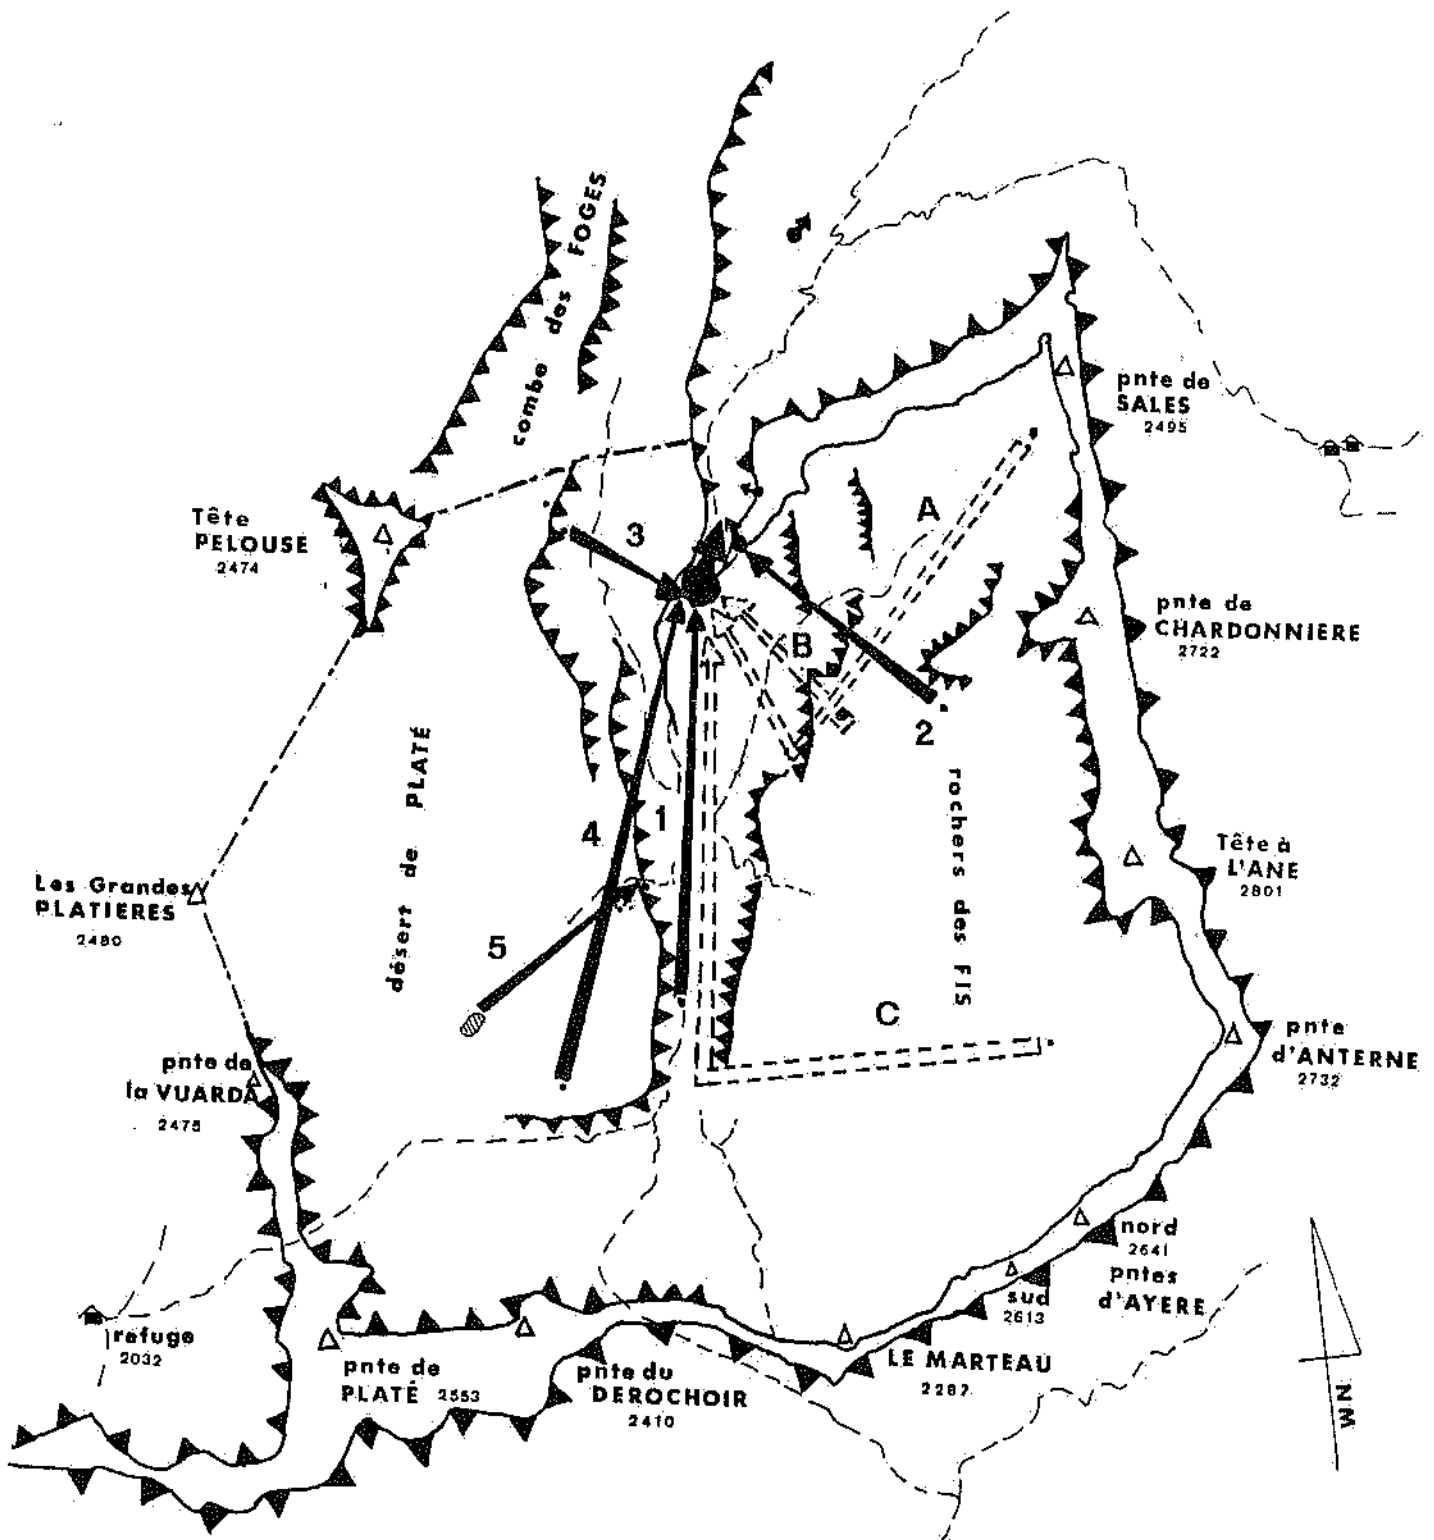 combe des FOGES
pnte de
SALES
2495
A
Tête
PELOUSE
2474
3
pnte de
CHARDONNIERE
2722
B
2
désert de PLATÉ
rochers des FIS
4
1
Tête à
L'ANE
2801
Les Grandes
PLATIERES
2480
5
C
pnte
d'ANTERNE
2732
pnte de
la VUARDA
2475
nord
2641
pntes
d'AYERE
sud
2613
refuge
2032
pnte de
PLATÉ 2553
pnte du
DEROCHOIR
2410
LE MARTEAU
2287
NM